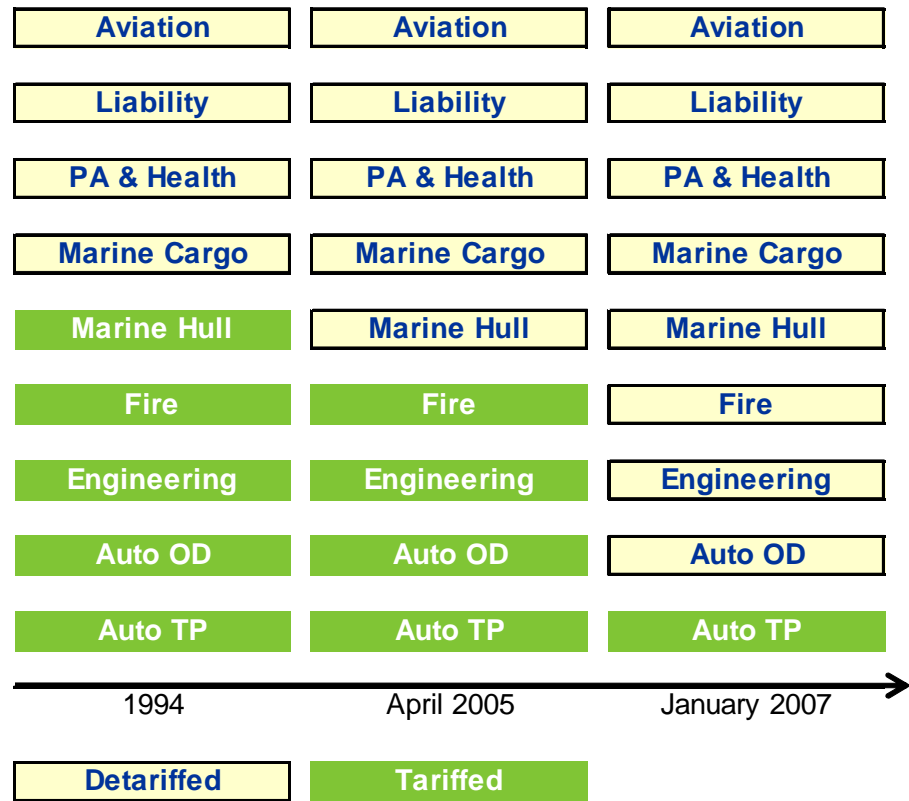 Aviation Aviation Aviation
Liability Liability Liability
PA & Health PA & Health PA & Health
Marine Cargo Marine Cargo Marine Cargo
Marine Hull Marine Hull Marine Hull
Fire Fire Fire
Engineering Engineering Engineering
Auto OD Auto OD Auto OD
Auto TP Auto TP Auto TP
1994 April 2005 January 2007
Detariffed Tariffed